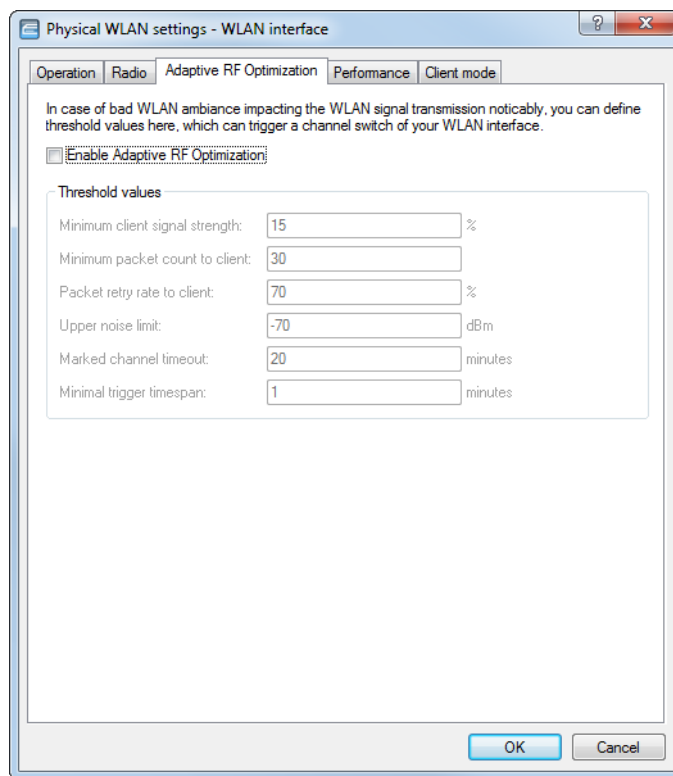 Physical WLAN settings - WLAN interface
Operation Radio Adaptive RF Optimization Performance Client mode
In case of bad WLAN ambiance impacting the WLAN signal transmission noticably, you can define
threshold values here, which can trigger a channel switch of your WLAN interface.
Enable Adaptive RF Optimization
Threshold values
Minimum client signal strength: 15 %
Minimum packet count to client: 30
Packet retry rate to client: 70 %
Upper noise limit: -70 dBm
Marked channel timeout: 20 minutes
Minimal trigger timespan: 1 minutes
OK Cancel